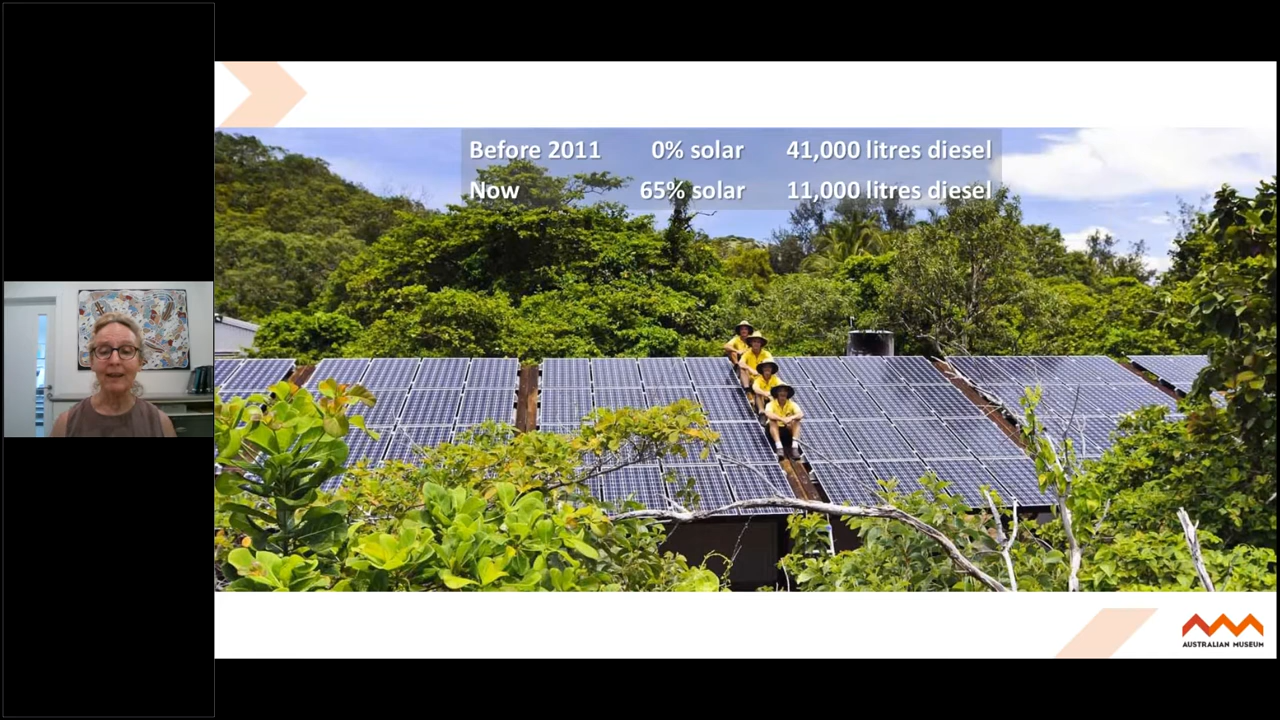 Before 2011 0% solar 41,000 litres diesel
Now 65% solar 11,000 litres diesel
AUSTRALIAN MUSEUM